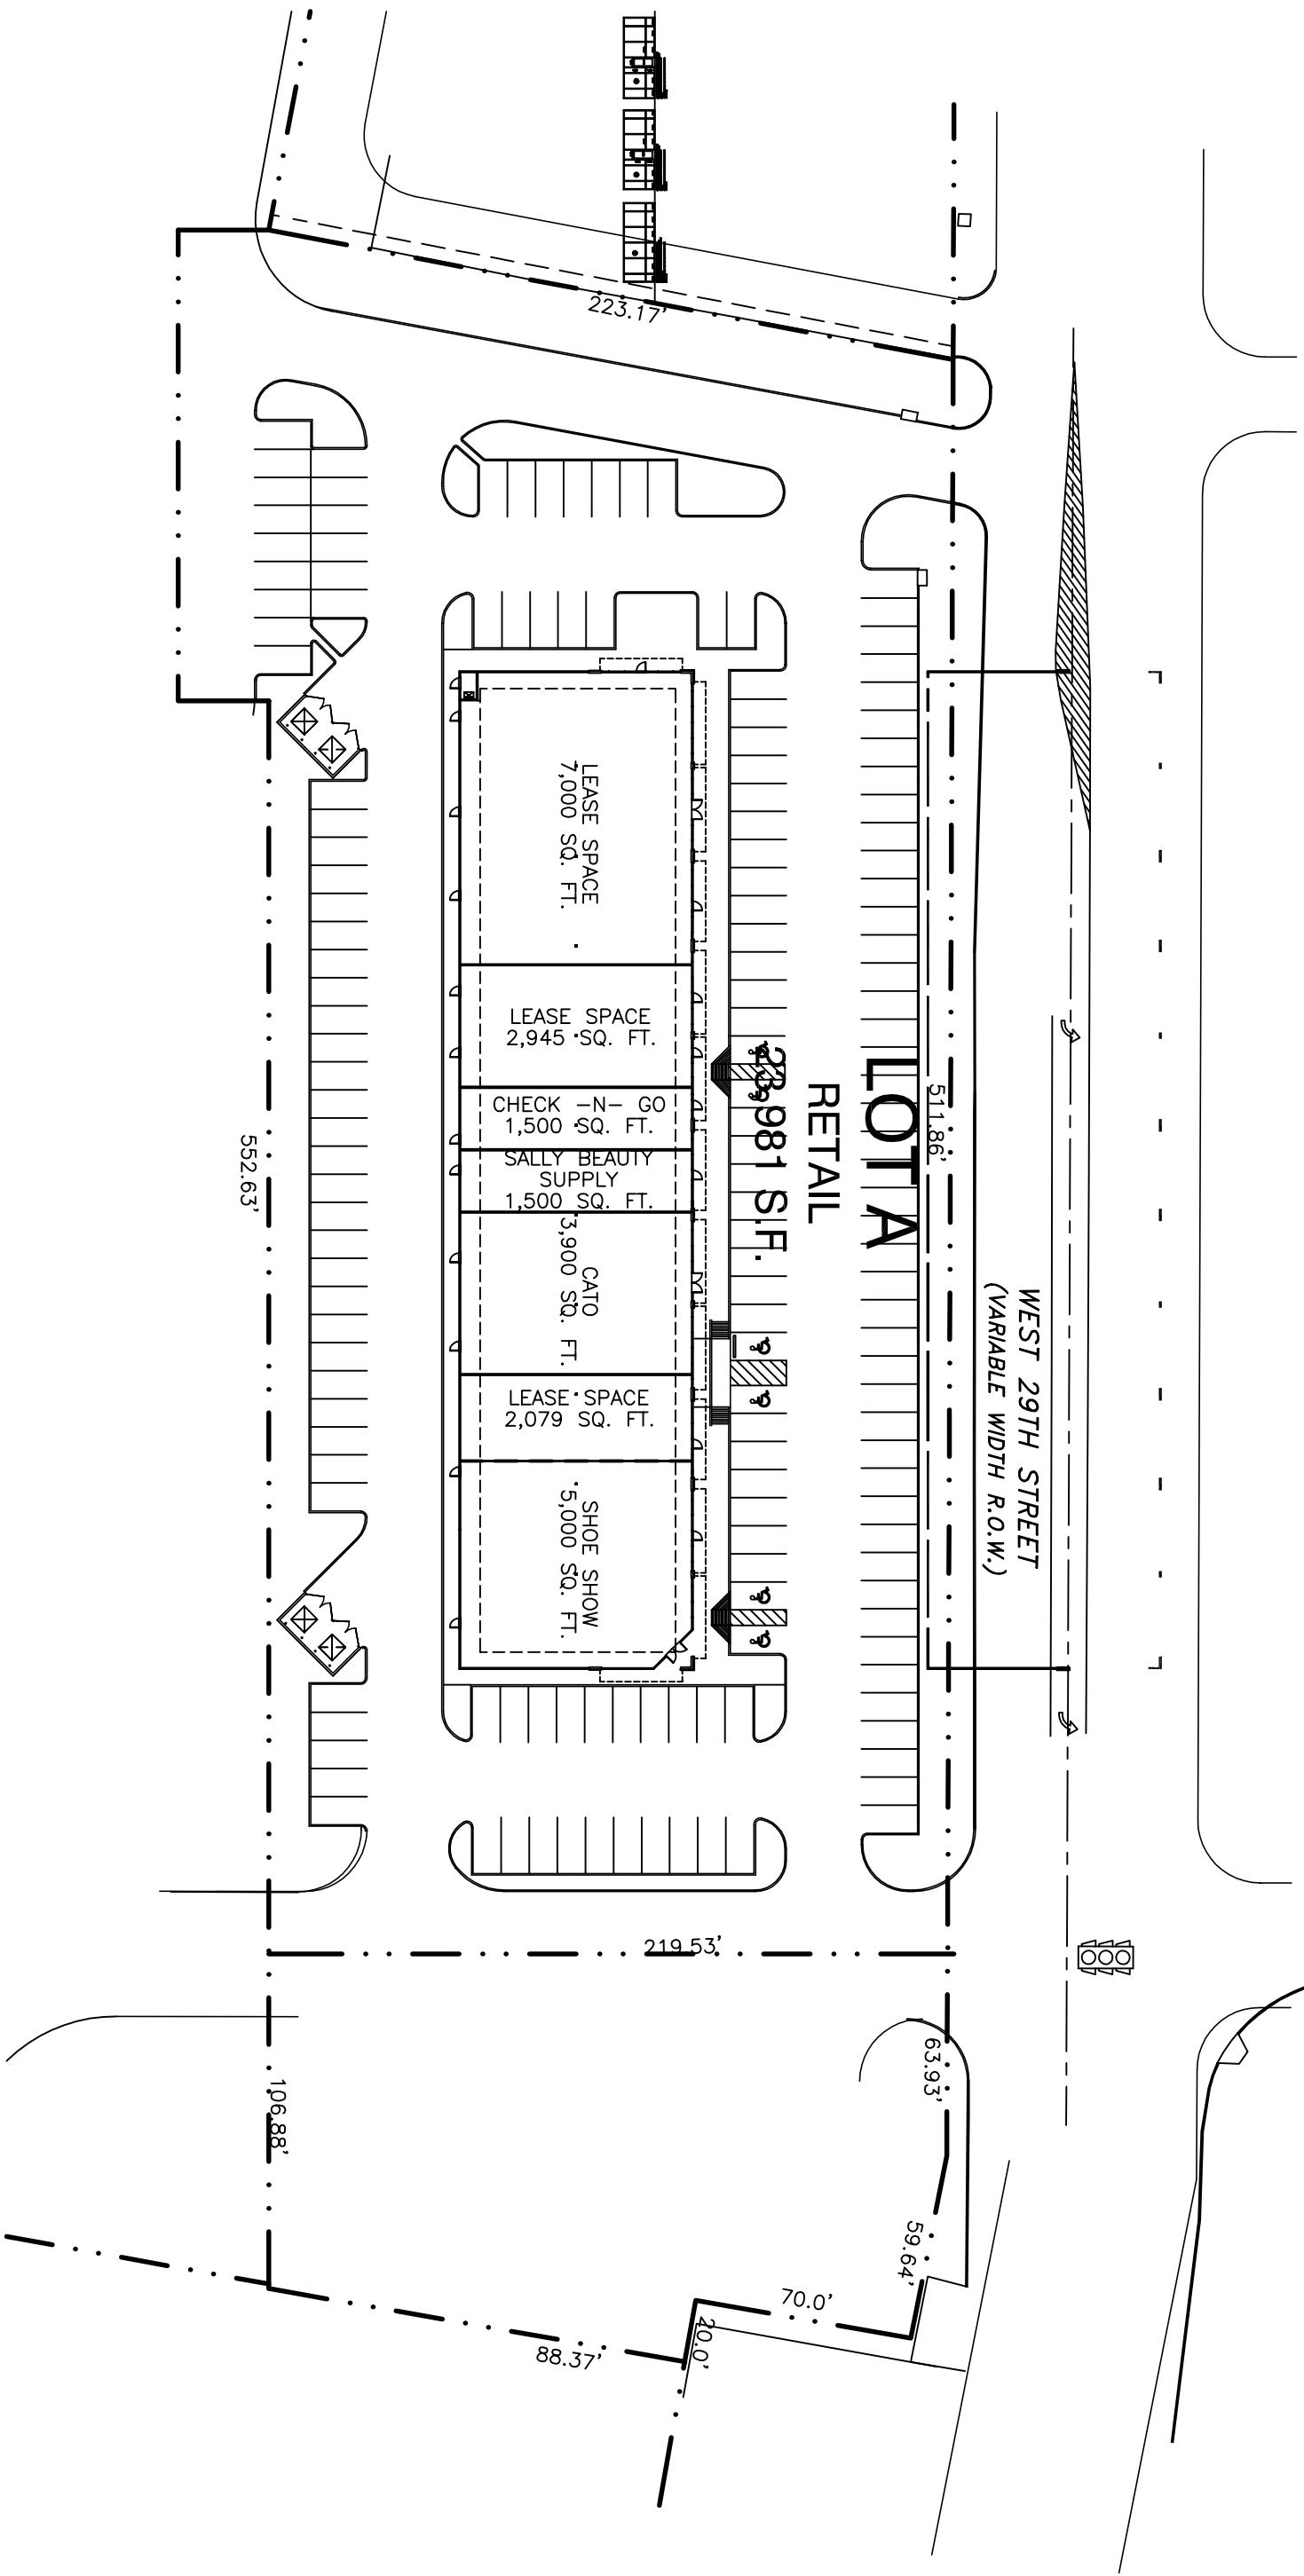 223.17'
LEASE SPACE
7,000 SQ. FT.
LEASE SPACE
2,945 SQ. FT.
CHECK -N- GO
1,500 SQ. FT.
SALLY BEAUTY
SUPPLY
1,500 SQ. FT.
CATO
3,900 SQ. FT.
LEASE SPACE
2,079 SQ. FT.
SHOE SHOW
5,000 SQ. FT.
LOT A
RETAIL
23,981 S.F.
511.86'
WEST 29TH STREET
(VARIABLE WIDTH R.O.W.)
552.63'
219.53'
63.93'
106.88'
59.64'
70.0'
20.0'
88.37'